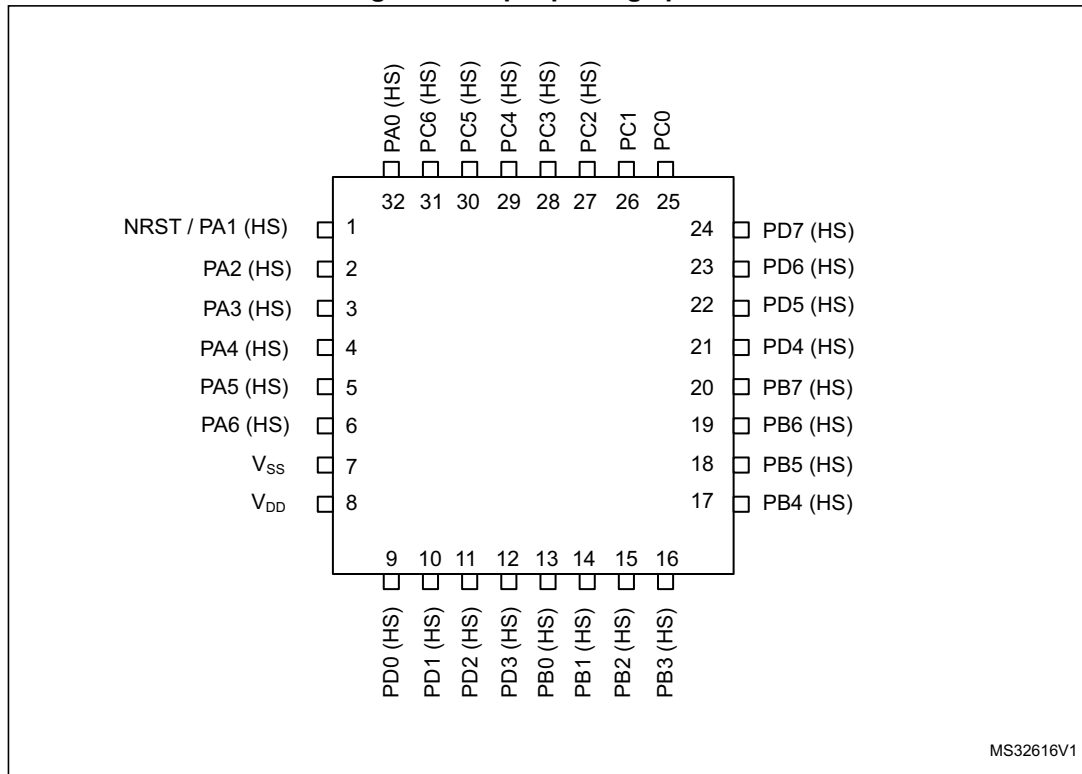 PA0 (HS)
PC6 (HS)
PC5 (HS)
PC4 (HS)
PC3 (HS)
PC2 (HS)
PC1
PC0
32 31 30 29 28 27 26 25
NRST / PA1 (HS) 1
PA2 (HS) 2
PA3 (HS) 3
PA4 (HS) 4
PA5 (HS) 5
PA6 (HS) 6
VSS 7
VDD 8
24 PD7 (HS)
23 PD6 (HS)
22 PD5 (HS)
21 PD4 (HS)
20 PB7 (HS)
19 PB6 (HS)
18 PB5 (HS)
17 PB4 (HS)
9 10 11 12 13 14 15 16
PD0 (HS)
PD1 (HS)
PD2 (HS)
PD3 (HS)
PB0 (HS)
PB1 (HS)
PB2 (HS)
PB3 (HS)
MS32616V1